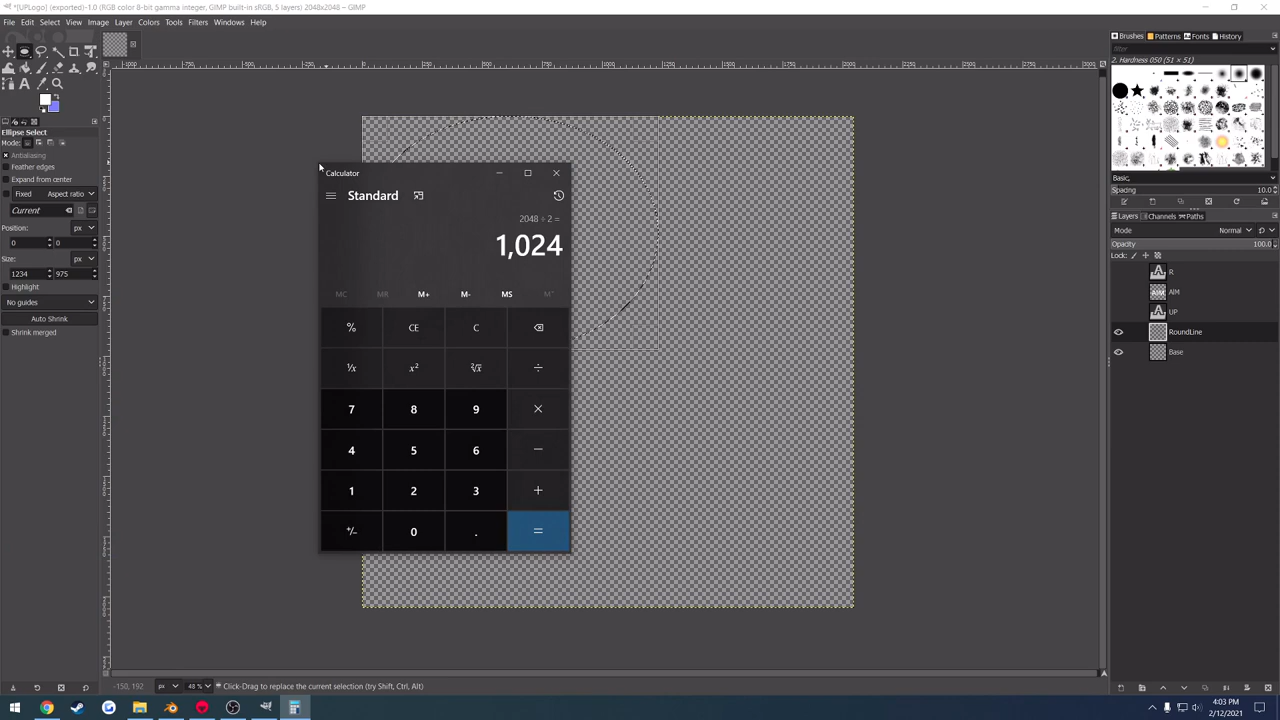 *[UPLogo] (exported)-1.0 (RGB color 8-bit gamma integer, GIMP built-in sRGB, 5 layers) 2048x2048 – GIMP
File Edit Select View Image Layer Colors Tools Filters Windows Help
Ellipse Select
Mode:
Antialiasing
Feather edges
Expand from center
Fixed Aspect ratio
Current
Position: px
0 0
Size: px
1234 975
Highlight
No guides
Auto Shrink
Shrink merged
Calculator
Standard
2048 ÷ 2 =
1,024
MC MR M+ M- MS M˅
% CE C
¹/x x² ²√x ÷
7 8 9 ×
4 5 6 −
1 2 3 +
+/− 0 . =
Brushes Patterns Fonts History
filter
2. Hardness 050 (51 × 51)
Basic,
Spacing 10.0
Layers Channels Paths
Mode Normal
Opacity 100.0
Lock:
R
AIM
UP
RoundLine
Base
-150, 192 px 48 % Click-Drag to replace the current selection (try Shift, Ctrl, Alt)
4:03 PM
2/12/2021